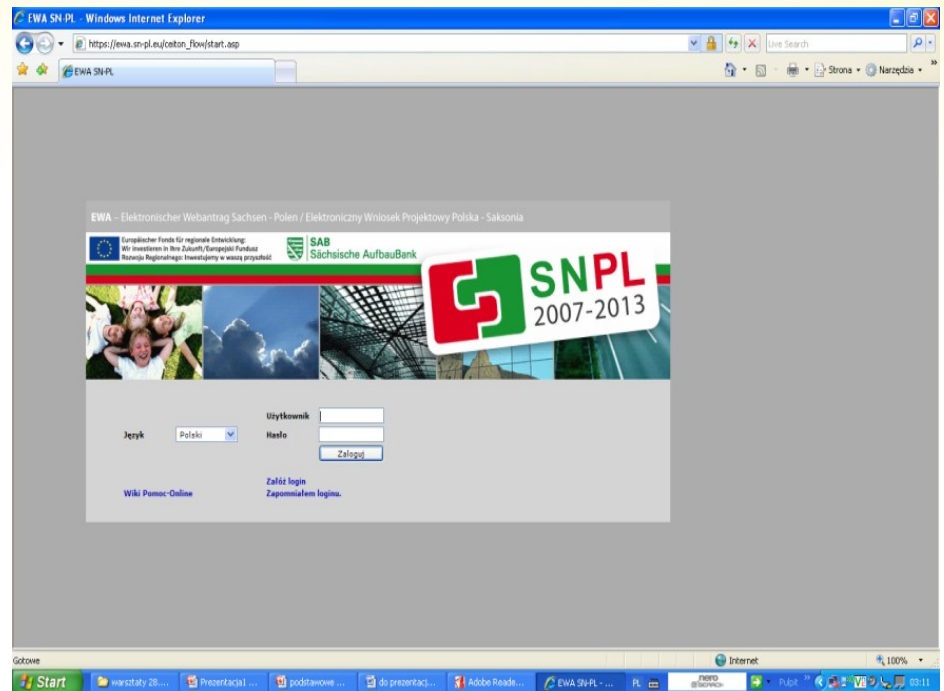 EWA SN-PL - Windows Internet Explorer
https://ewa.sn-pl.eu/ceiton_flow/start.asp
Live Search
EWA SN-PL
Strona
Narzędzia
EWA – Elektronischer Webantrag Sachsen - Polen / Elektroniczny Wniosek Projektowy Polska - Saksonia
Europäischer Fonds für regionale Entwicklung:
Wir investieren in Ihre Zukunft/Europejski Fundusz
Rozwoju Regionalnego: Inwestujemy w waszą przyszłość
SAB
Sächsische AufbauBank
SNPL
2007-2013
Użytkownik
Język
Polski
Hasło
Zaloguj
Załóż login
Wiki Pomoc-Online
Zapomniałem loginu.
Gotowe
Internet
100%
Start
warsztaty 28....
Prezentacja1 ...
podstawowe ...
do prezentacj...
Adobe Reade...
EWA SN-PL - ...
PL
nero
Pulpit
03:11